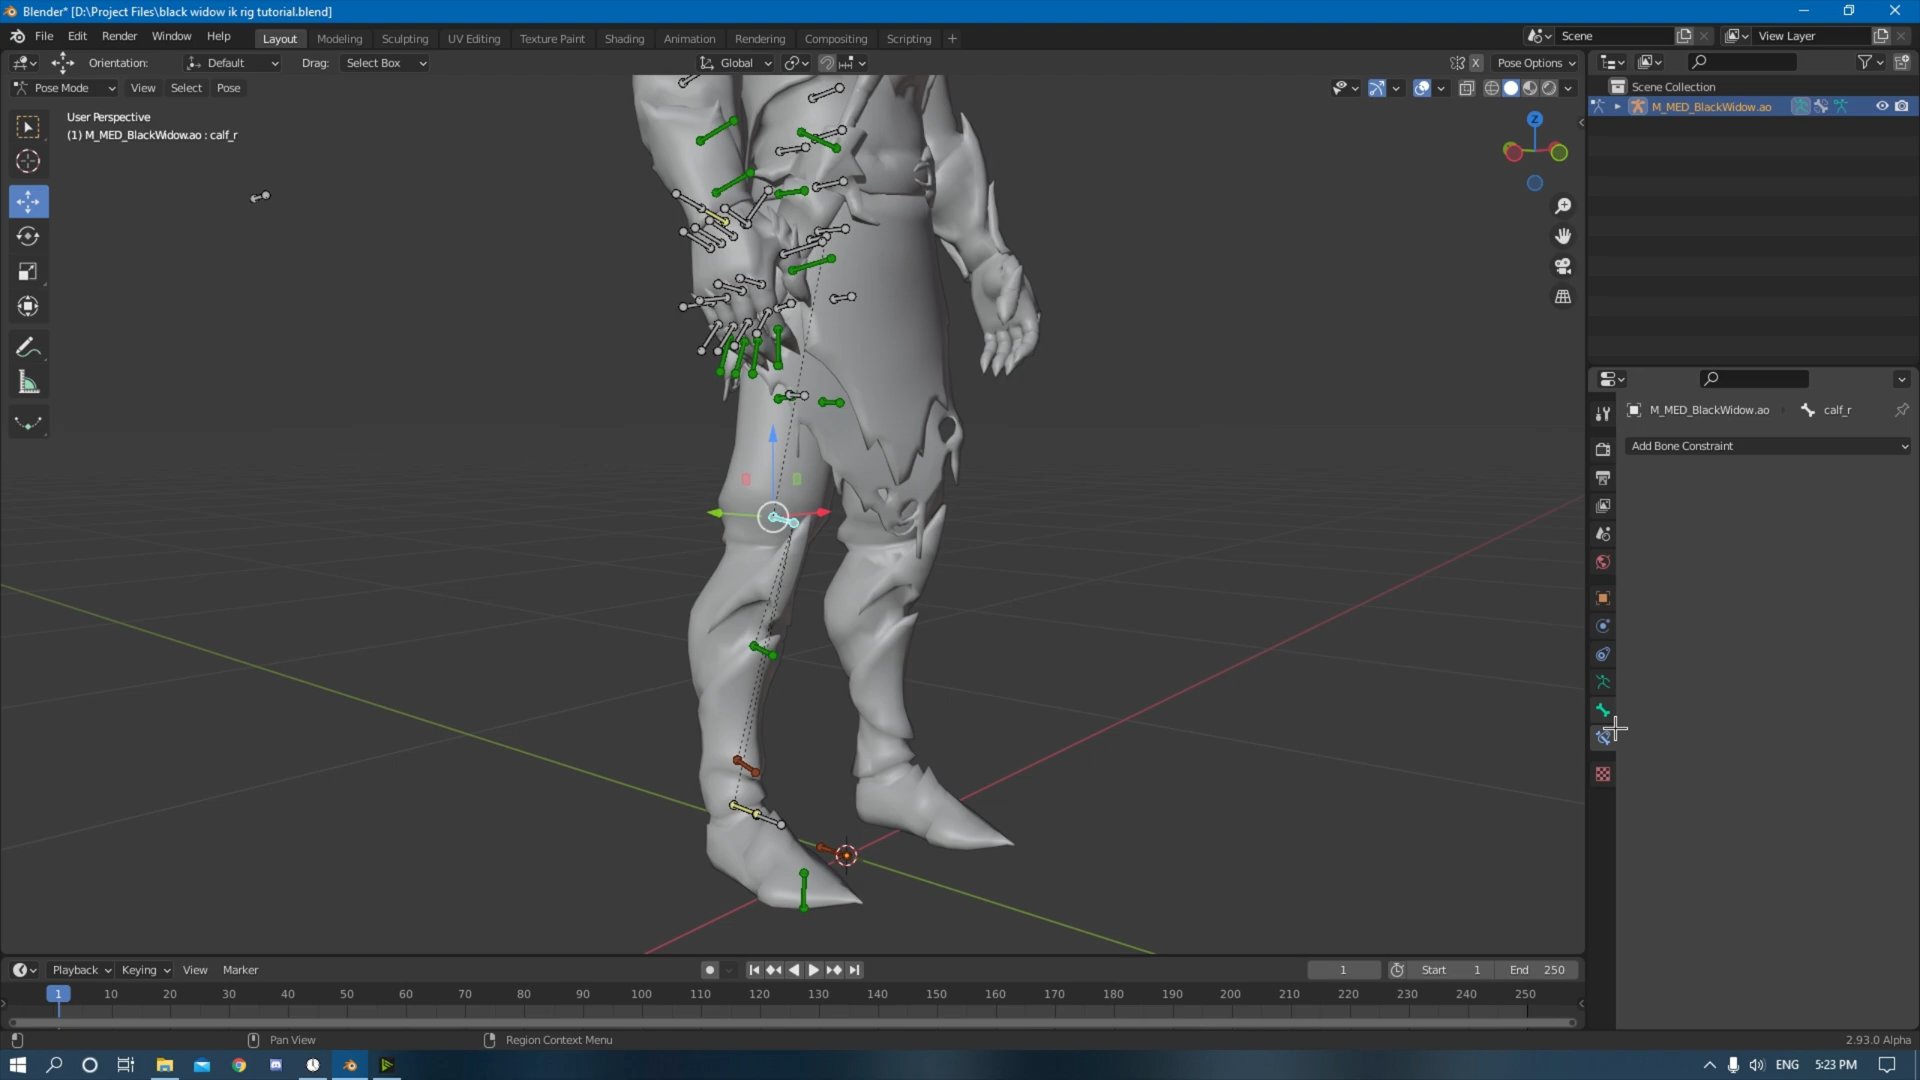 Blender* [D:\Project Files\black widow ik rig tutorial.blend]
File Edit Render Window Help Layout Modeling Sculpting UV Editing Texture Paint Shading Animation Rendering Compositing Scripting + Scene View Layer
Orientation: Default Drag: Select Box Global X Pose Options
Pose Mode View Select Pose
Scene Collection
M_MED_BlackWidow.ao
User Perspective
(1) M_MED_BlackWidow.ao : calf_r
Z
M_MED_BlackWidow.ao calf_r
Add Bone Constraint
Playback Keying View Marker 1 Start 1 End 250
1 10 20 30 40 50 60 70 80 90 100 110 120 130 140 150 160 170 180 190 200 210 220 230 240 250
Pan View Region Context Menu 2.93.0 Alpha
ENG 5:23 PM